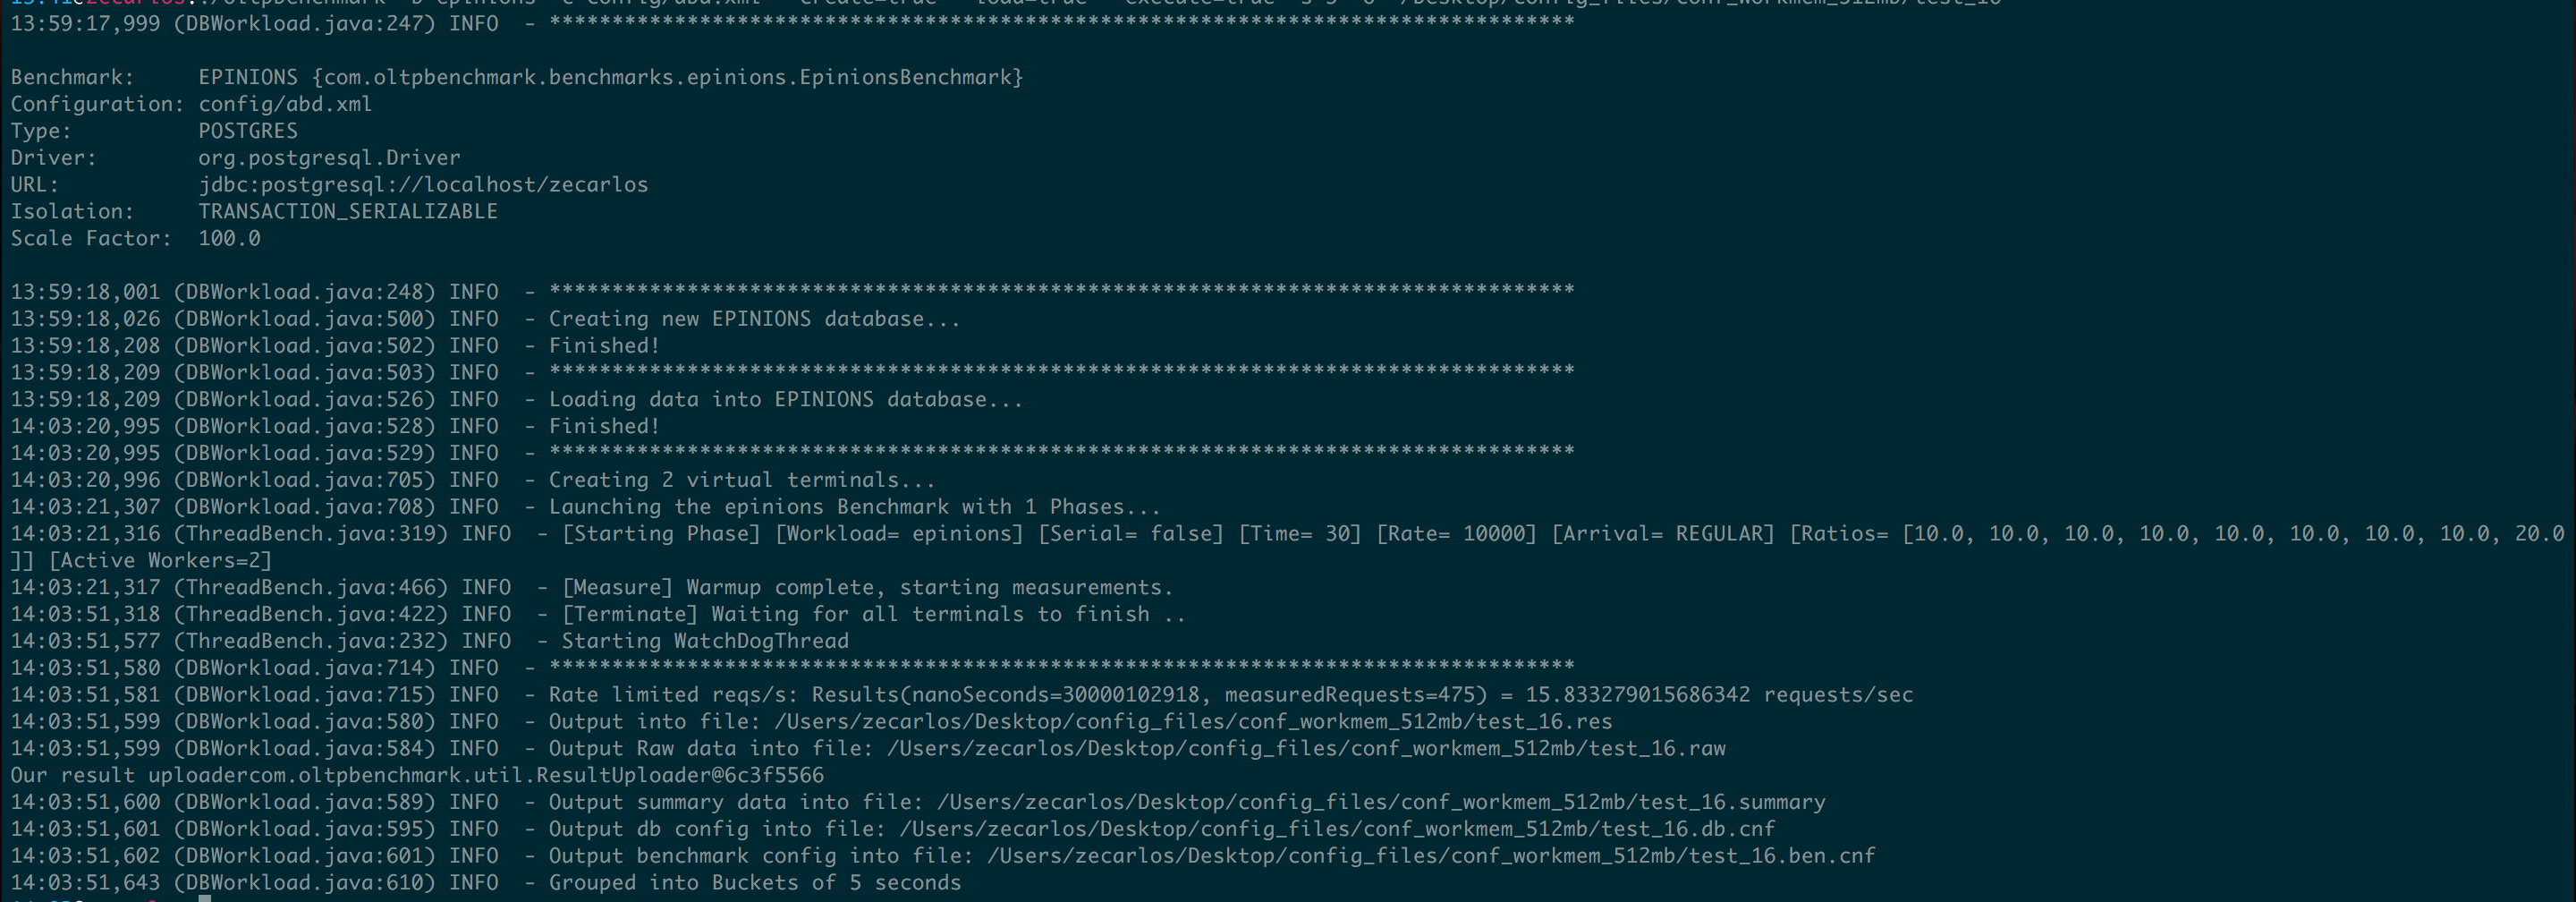 13:59:17,999 (DBWorkload.java:247) INFO  - **********************************************************************************
Benchmark:     EPINIONS {com.oltpbenchmark.benchmarks.epinions.EpinionsBenchmark}
Configuration: config/abd.xml
Type:          POSTGRES
Driver:        org.postgresql.Driver
URL:           jdbc:postgresql://localhost/zecarlos
Isolation:     TRANSACTION_SERIALIZABLE
Scale Factor:  100.0
13:59:18,001 (DBWorkload.java:248) INFO  - **********************************************************************************
13:59:18,026 (DBWorkload.java:500) INFO  - Creating new EPINIONS database...
13:59:18,208 (DBWorkload.java:502) INFO  - Finished!
13:59:18,209 (DBWorkload.java:503) INFO  - **********************************************************************************
13:59:18,209 (DBWorkload.java:526) INFO  - Loading data into EPINIONS database...
14:03:20,995 (DBWorkload.java:528) INFO  - Finished!
14:03:20,995 (DBWorkload.java:529) INFO  - **********************************************************************************
14:03:20,996 (DBWorkload.java:705) INFO  - Creating 2 virtual terminals...
14:03:21,307 (DBWorkload.java:708) INFO  - Launching the epinions Benchmark with 1 Phases...
14:03:21,316 (ThreadBench.java:319) INFO  - [Starting Phase] [Workload= epinions] [Serial= false] [Time= 30] [Rate= 10000] [Arrival= REGULAR] [Ratios= [10.0, 10.0, 10.0, 10.0, 10.0, 10.0, 10.0, 10.0, 20.0
]] [Active Workers=2]
14:03:21,317 (ThreadBench.java:466) INFO  - [Measure] Warmup complete, starting measurements.
14:03:51,318 (ThreadBench.java:422) INFO  - [Terminate] Waiting for all terminals to finish ..
14:03:51,577 (ThreadBench.java:232) INFO  - Starting WatchDogThread
14:03:51,580 (DBWorkload.java:714) INFO  - **********************************************************************************
14:03:51,581 (DBWorkload.java:715) INFO  - Rate limited reqs/s: Results(nanoSeconds=30000102918, measuredRequests=475) = 15.833279015686342 requests/sec
14:03:51,599 (DBWorkload.java:580) INFO  - Output into file: /Users/zecarlos/Desktop/config_files/conf_workmem_512mb/test_16.res
14:03:51,599 (DBWorkload.java:584) INFO  - Output Raw data into file: /Users/zecarlos/Desktop/config_files/conf_workmem_512mb/test_16.raw
Our result uploadercom.oltpbenchmark.util.ResultUploader@6c3f5566
14:03:51,600 (DBWorkload.java:589) INFO  - Output summary data into file: /Users/zecarlos/Desktop/config_files/conf_workmem_512mb/test_16.summary
14:03:51,601 (DBWorkload.java:595) INFO  - Output db config into file: /Users/zecarlos/Desktop/config_files/conf_workmem_512mb/test_16.db.cnf
14:03:51,602 (DBWorkload.java:601) INFO  - Output benchmark config into file: /Users/zecarlos/Desktop/config_files/conf_workmem_512mb/test_16.ben.cnf
14:03:51,643 (DBWorkload.java:610) INFO  - Grouped into Buckets of 5 seconds